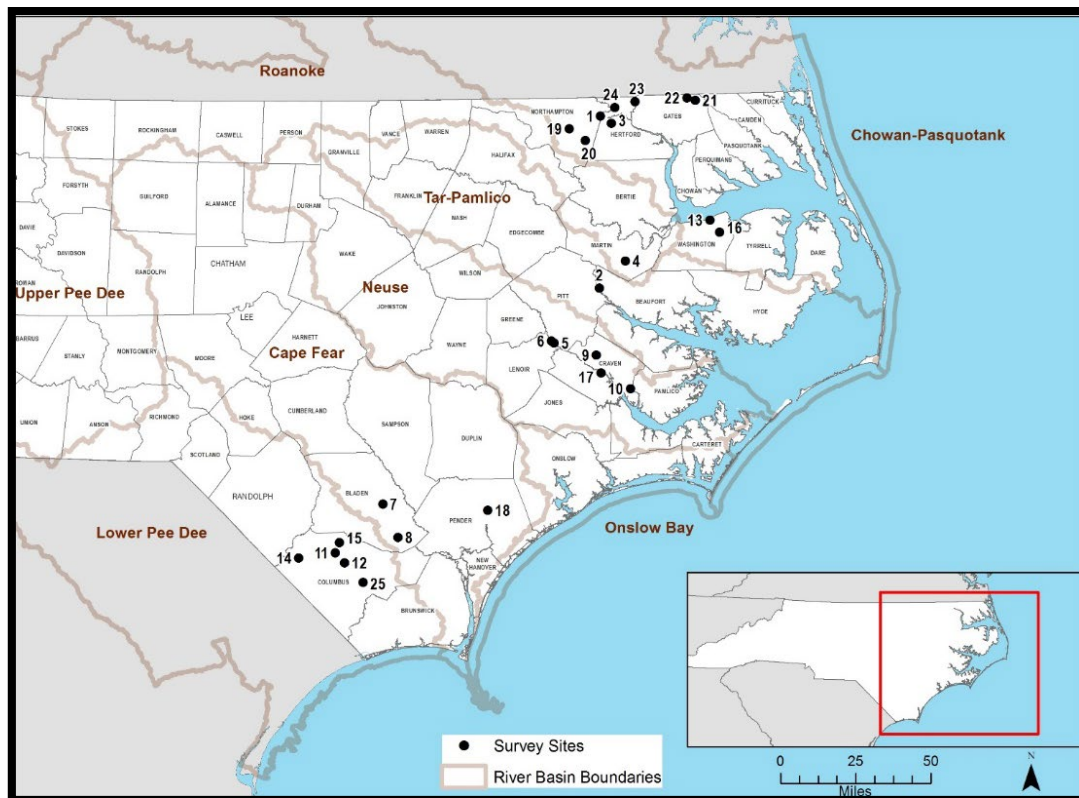 Roanoke
23
24
22
21
NORTHAMPTON
1
3
GATES
CURRITUCK
CAMDEN
STOKES
ROCKINGHAM
CASWELL
PERSON
VANCE
WARREN
19
HERTFORD
PASQUOTANK
Chowan-Pasquotank
GRANVILLE
HALIFAX
20
PERQUIMANS
FORSYTH
GUILFORD
ALAMANCE
DURHAM
FRANKLIN
Tar-Pamlico
NASH
BERTIE
CHOWAN
DAVIE
DAVIDSON
EDGECOMBE
13
16
WAKE
MARTIN
WASHINGTON
TYRRELL
DARE
RANDOLPH
CHATHAM
4
WILSON
2
Upper Pee Dee
Neuse
JOHNSTON
PITT
BEAUFORT
HYDE
LEE
GREENE
BARRUS
STANLY
MONTGOMERY
MOORE
HARNETT
Cape Fear
WAYNE
6
5
9
CRAVEN
LENOIR
17
10
PAMLICO
UNION
ANSON
RICHMOND
HOKE
CUMBERLAND
SAMPSON
DUPLIN
JONES
SCOTLAND
ONSLOW
CARTERET
RANDOLPH
BLADEN
7
18
PENDER
Onslow Bay
Lower Pee Dee
15
8
14
11
12
NEW
HANOVER
COLUMBUS
25
BRUNSWICK
Survey Sites
River Basin Boundaries
N
0 25 50
Miles